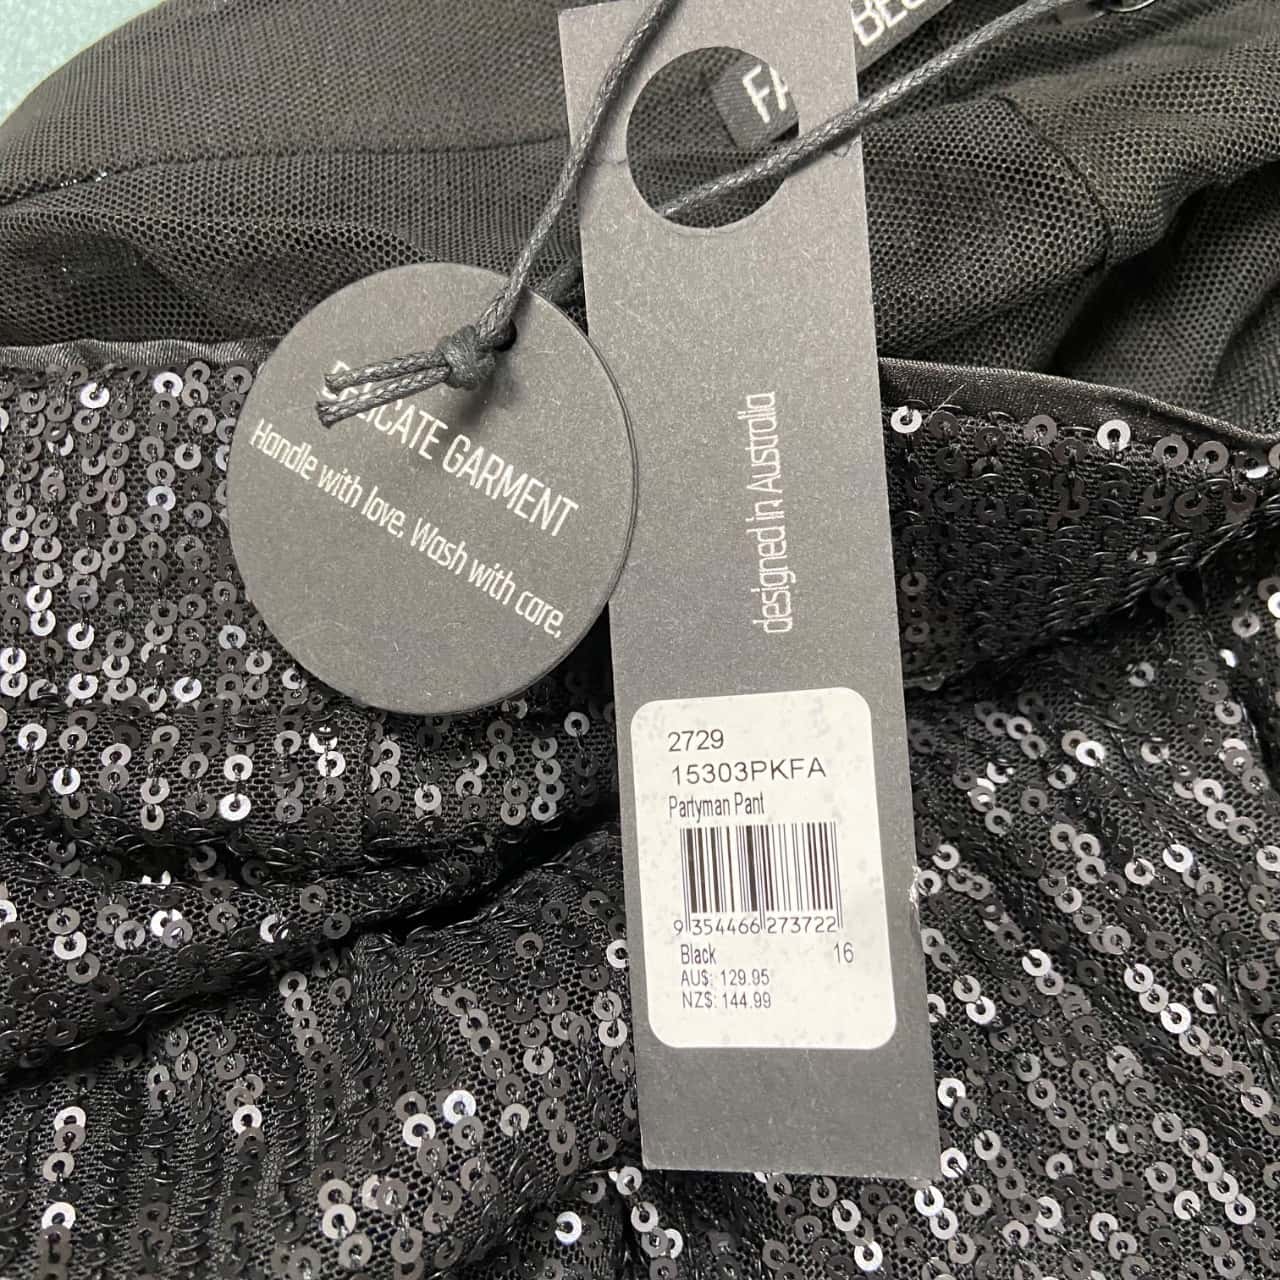 DELICATE GARMENT
Handle with love. Wash with care.
designed in Australia
2729
15303PKFA
Partyman Pant
9 354466 273722
Black 16
AU$: 129.95
NZ$: 144.99